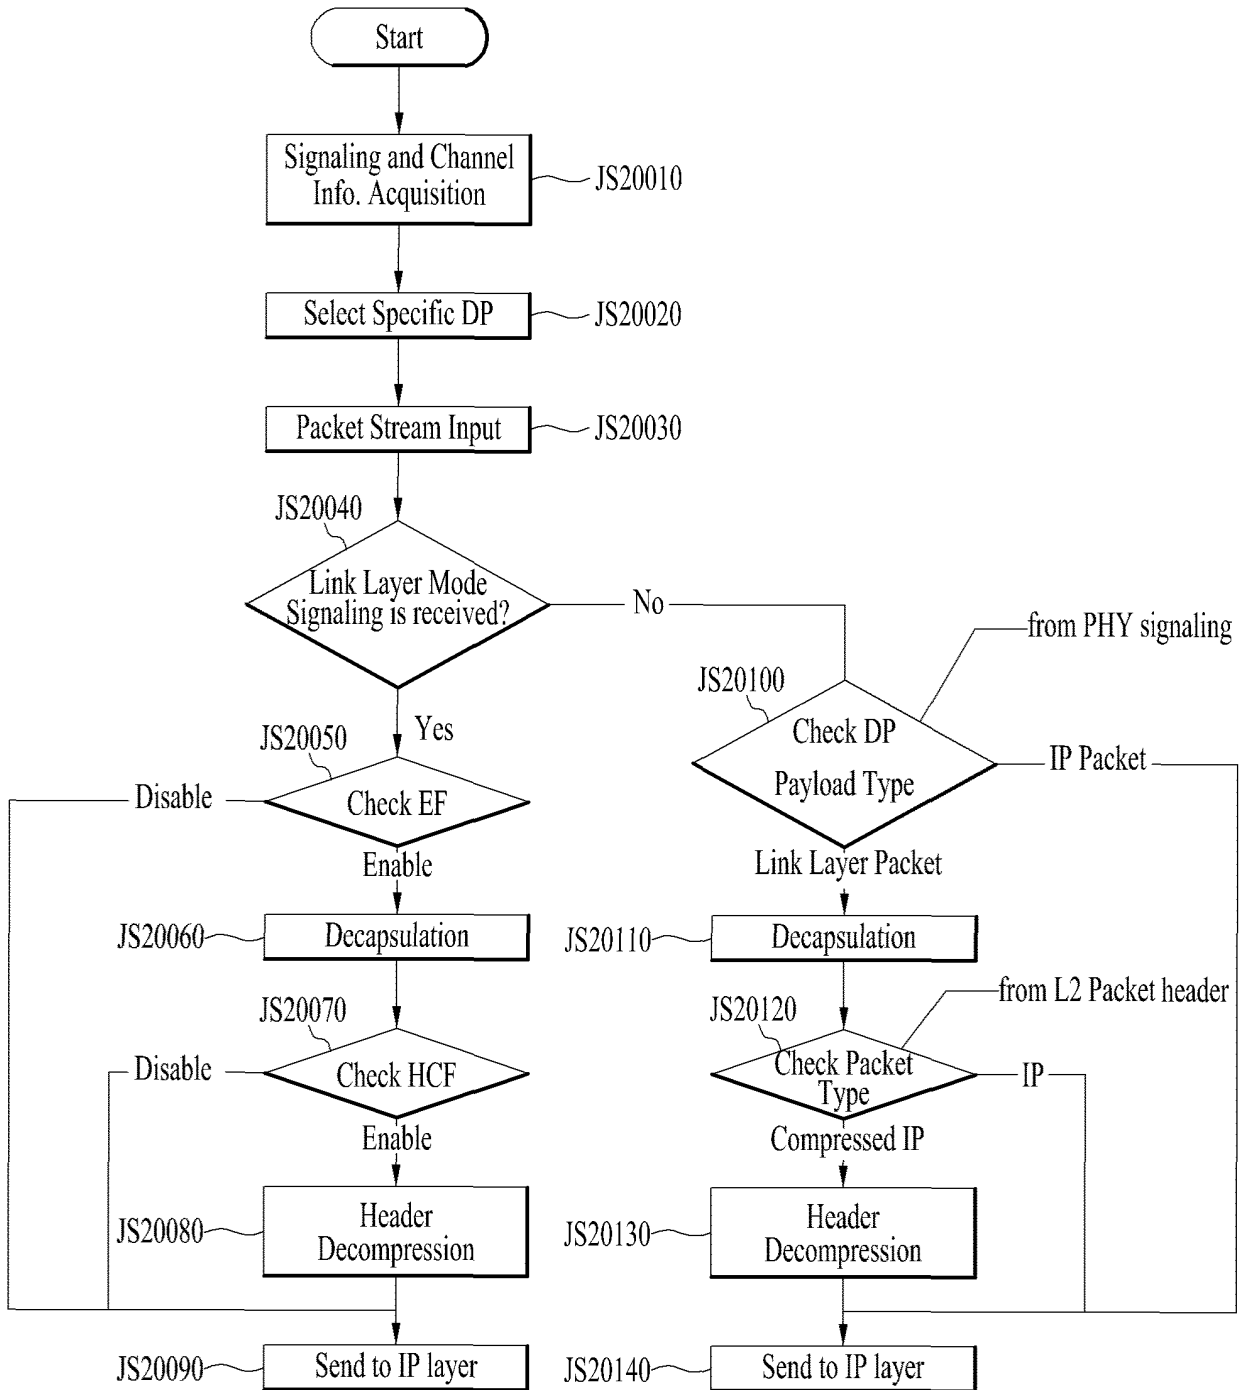 Start
Signaling and Channel
Info. Acquisition
JS20010
Select Specific DP
JS20020
Packet Stream Input
JS20030
JS20040
Link Layer Mode
Signaling is received?
No
from PHY signaling
JS20100
Yes
JS20050
Check DP
Payload Type
IP Packet
Disable
Check EF
Enable
Link Layer Packet
JS20060
Decapsulation
JS20110
Decapsulation
from L2 Packet header
JS20070
JS20120
Disable
Check HCF
Check Packet
Type
IP
Enable
Compressed IP
JS20080
Header
Decompression
JS20130
Header
Decompression
JS20090
Send to IP layer
JS20140
Send to IP layer